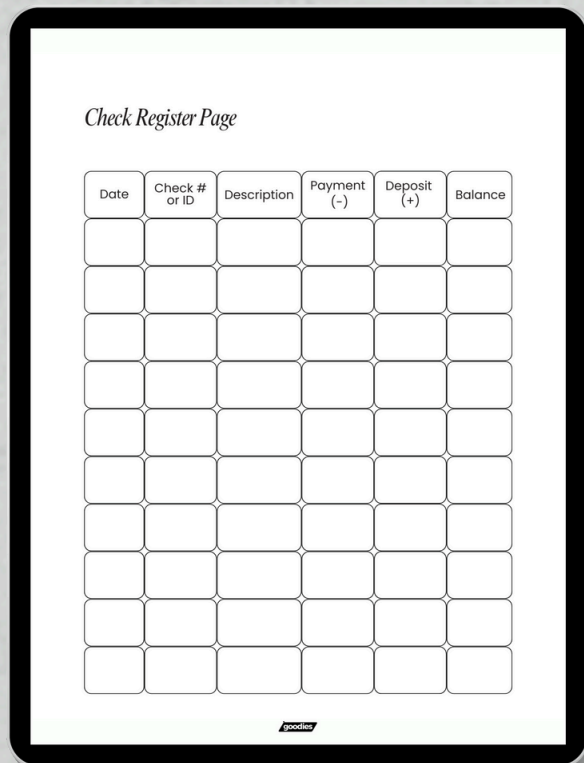 Check Register Page
Date
Check #
or ID
Description
Payment
(-)
Deposit
(+)
Balance
goodies